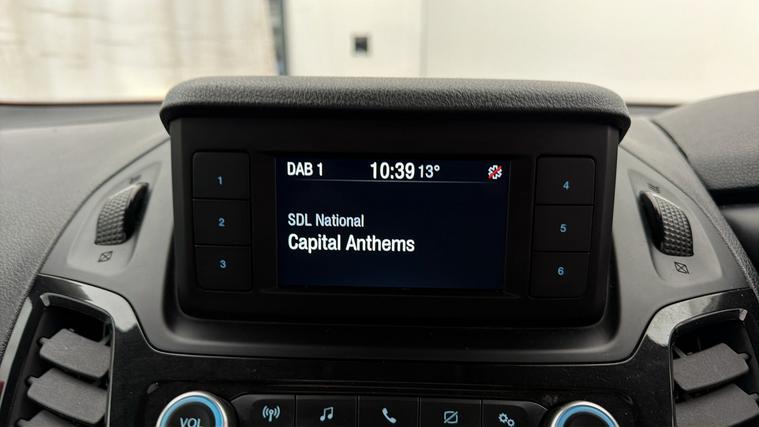 DAB 1 10:39 13°
1
2
3
SDL National
Capital Anthems
4
5
6
VOL